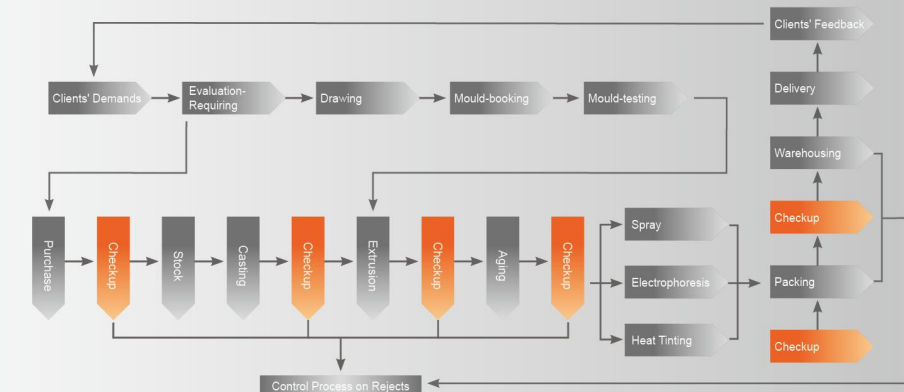 Clients' Feedback
Clients' Demands
Evaluation-
Requiring
Drawing
Mould-booking
Mould-testing
Delivery
Warehousing
Purchase
Checkup
Stock
Casting
Checkup
Extrusion
Checkup
Aging
Checkup
Spray
Electrophoresis
Heat Tinting
Checkup
Packing
Checkup
Control Process on Rejects